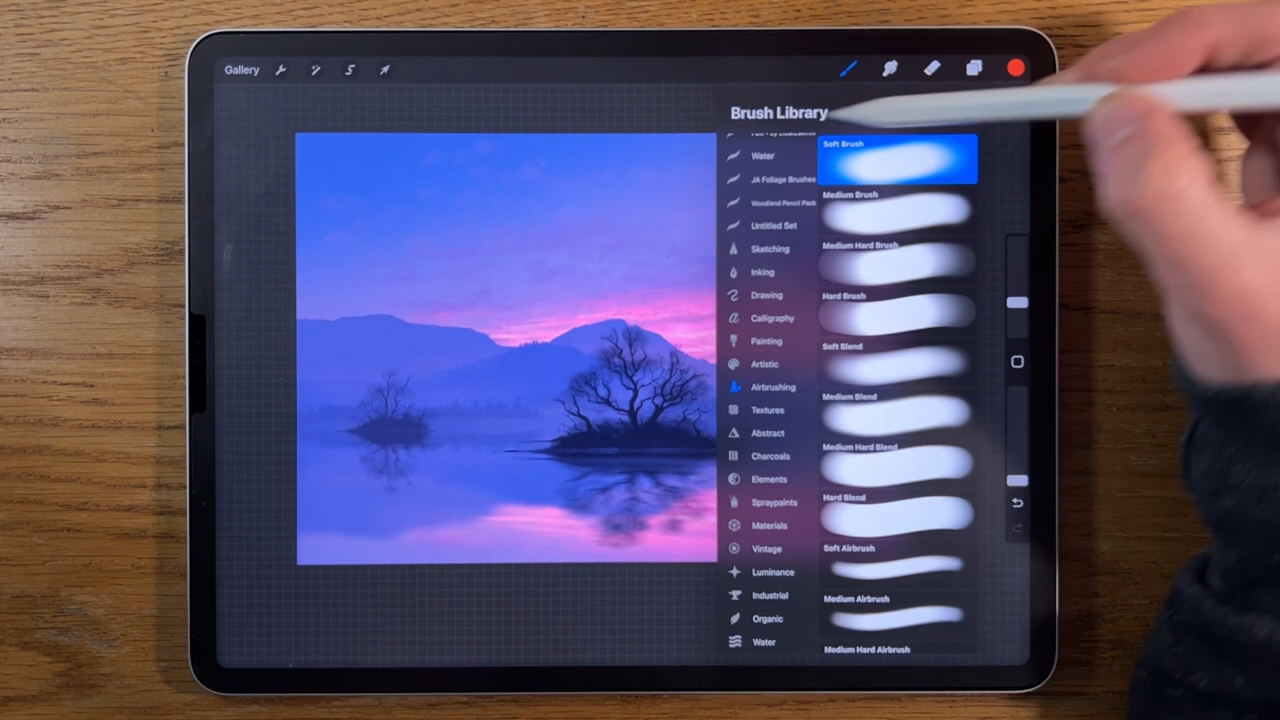 Gallery
Brush Library
Water
JA Foliage Brushes
Woodland Pencil Pack
Untitled Set
Sketching
Inking
Drawing
Calligraphy
Painting
Artistic
Airbrushing
Textures
Abstract
Charcoals
Elements
Spraypaints
Materials
Vintage
Luminance
Industrial
Organic
Water
Soft Brush
Medium Brush
Medium Hard Brush
Hard Brush
Soft Blend
Medium Blend
Medium Hard Blend
Hard Blend
Soft Airbrush
Medium Airbrush
Medium Hard Airbrush